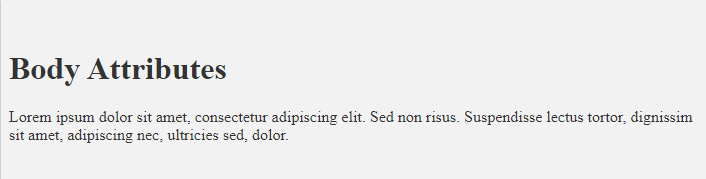 Body Attributes
Lorem ipsum dolor sit amet, consectetur adipiscing elit. Sed non risus. Suspendisse lectus tortor, dignissim
sit amet, adipiscing nec, ultricies sed, dolor.